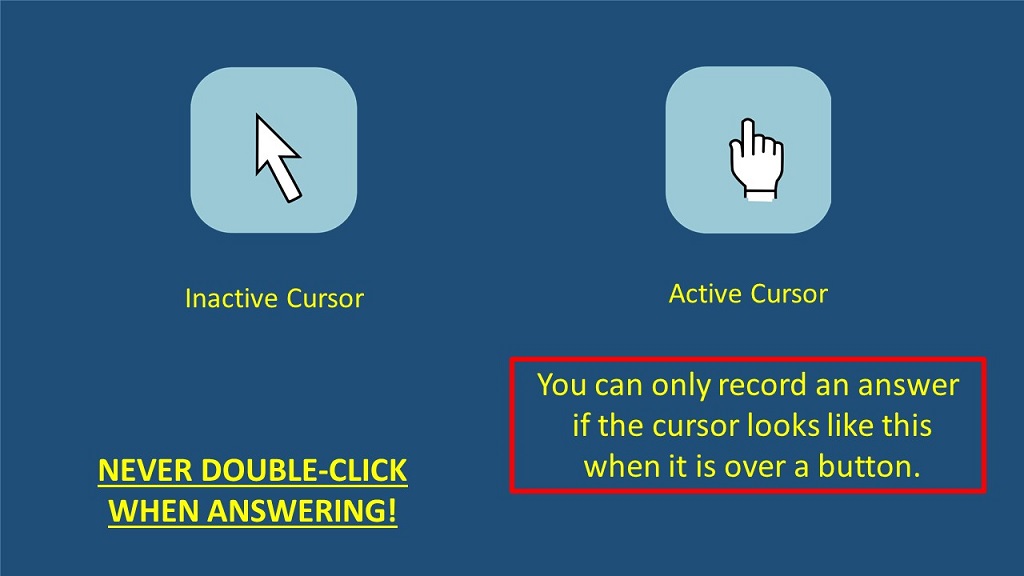 Inactive Cursor
Active Cursor
You can only record an answer
if the cursor looks like this
when it is over a button.
NEVER DOUBLE-CLICK
WHEN ANSWERING!